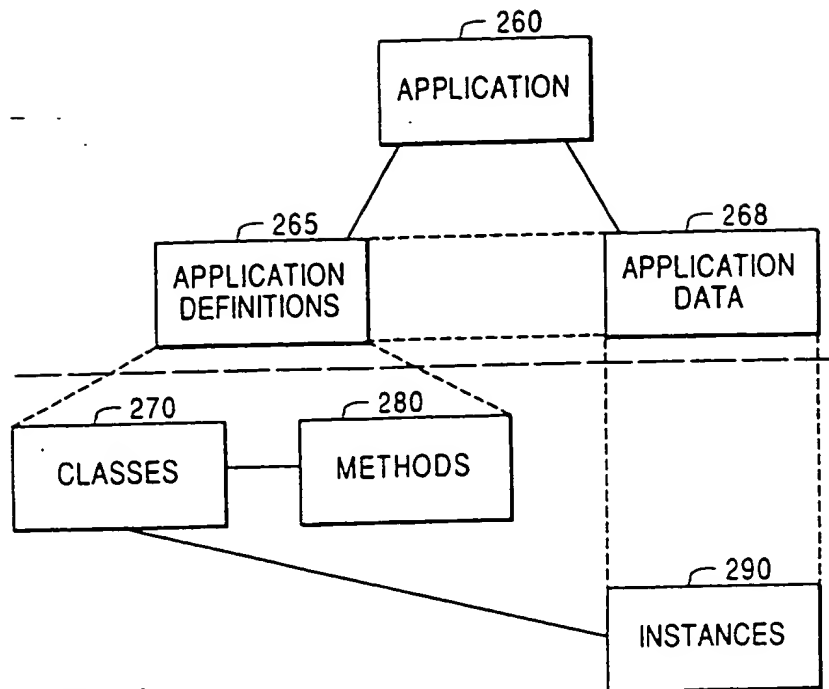 260
APPLICATION
265
APPLICATION
DEFINITIONS
268
APPLICATION
DATA
270
CLASSES
280
METHODS
290
INSTANCES